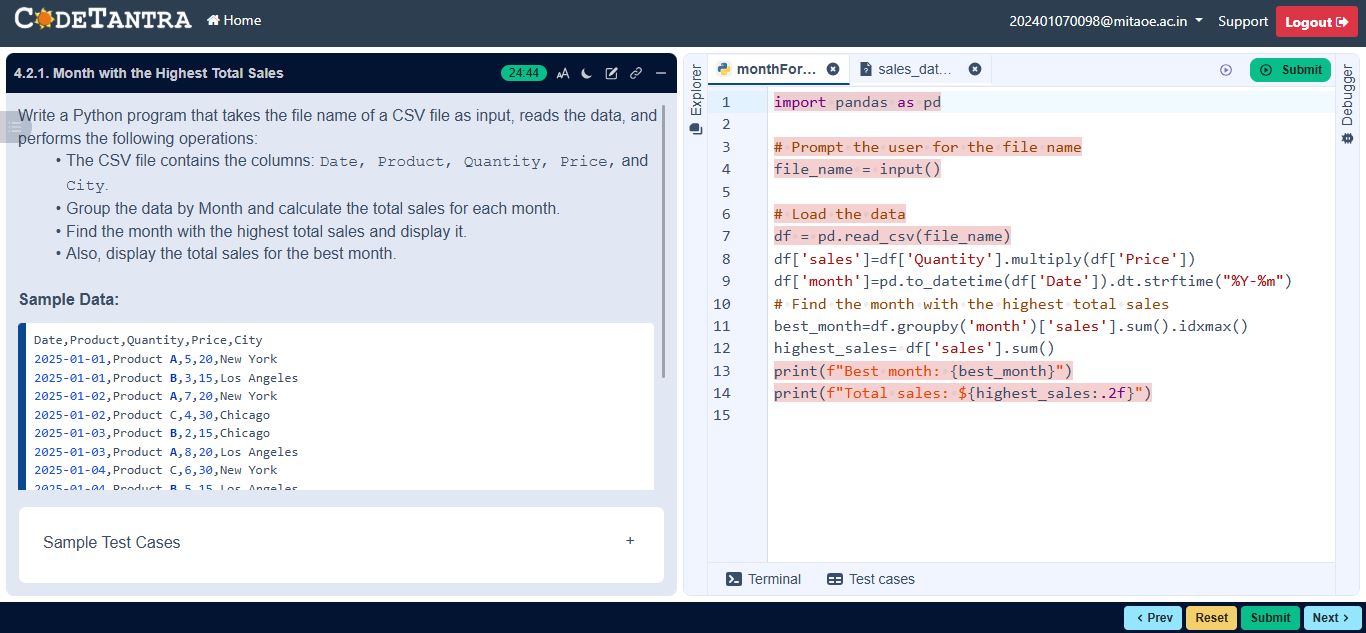 CODETANTRA
Home
202401070098@mitaoe.ac.in
Support
Logout
4.2.1. Month with the Highest Total Sales
24:44
AA
Write a Python program that takes the file name of a CSV file as input, reads the data, and
performs the following operations:
• The CSV file contains the columns: Date, Product, Quantity, Price, and
City.
• Group the data by Month and calculate the total sales for each month.
• Find the month with the highest total sales and display it.
• Also, display the total sales for the best month.
Sample Data:
Date,Product,Quantity,Price,City
2025-01-01,Product A,5,20,New York
2025-01-01,Product B,3,15,Los Angeles
2025-01-02,Product A,7,20,New York
2025-01-02,Product C,4,30,Chicago
2025-01-03,Product B,2,15,Chicago
2025-01-03,Product A,8,20,Los Angeles
2025-01-04,Product C,6,30,New York
2025-01-04,Product B,5,15,Los Angeles
Sample Test Cases
+
Explorer
monthFor...
sales_dat...
Submit
Debugger
1 import pandas as pd
2
3 # Prompt the user for the file name
4 file_name = input()
5
6 # Load the data
7 df = pd.read_csv(file_name)
8 df['sales']=df['Quantity'].multiply(df['Price'])
9 df['month']=pd.to_datetime(df['Date']).dt.strftime("%Y-%m")
10 # Find the month with the highest total sales
11 best_month=df.groupby('month')['sales'].sum().idxmax()
12 highest_sales= df['sales'].sum()
13 print(f"Best month: {best_month}")
14 print(f"Total sales: ${highest_sales:.2f}")
15
Terminal
Test cases
< Prev
Reset
Submit
Next >